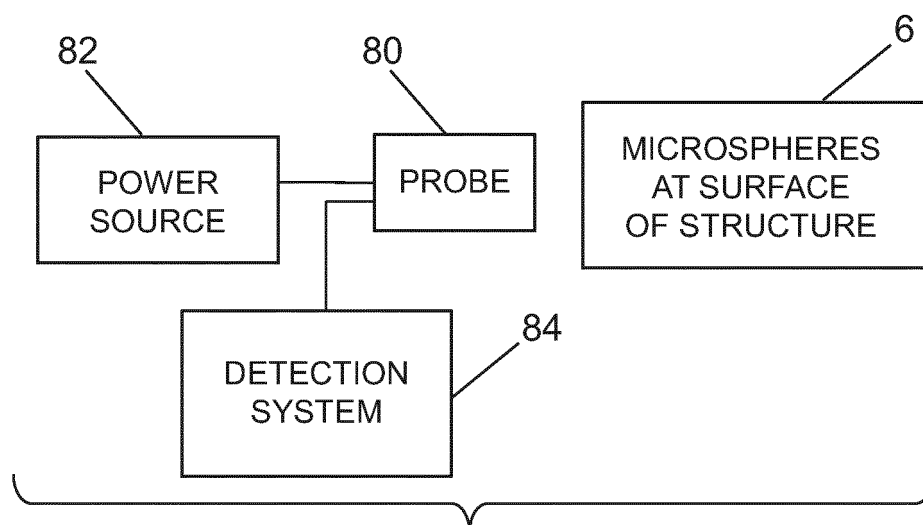 82
80
6
POWER
SOURCE
PROBE
MICROSPHERES
AT SURFACE
OF STRUCTURE
84
DETECTION
SYSTEM